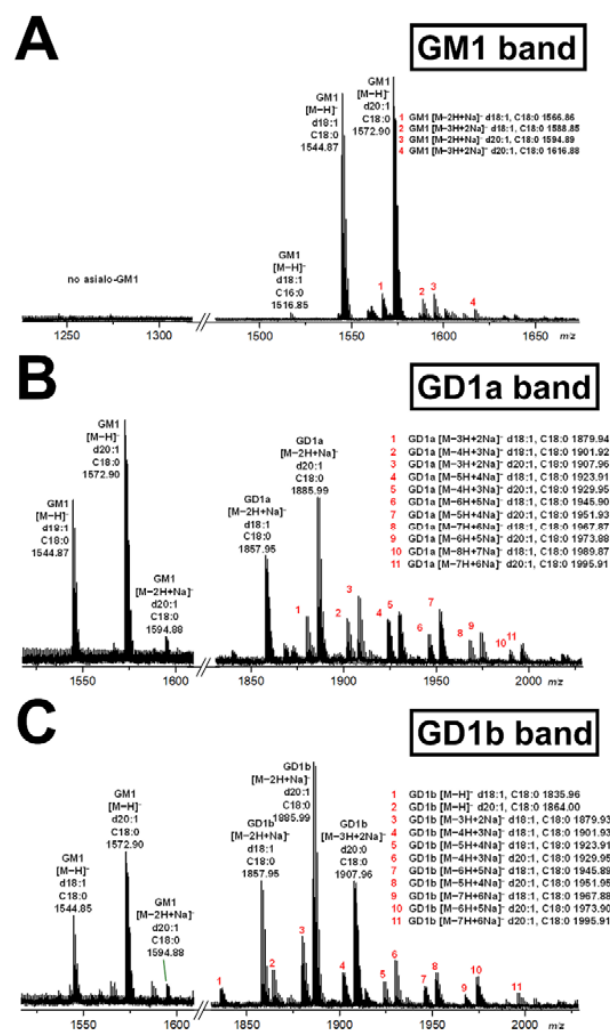 A
GM1 band
GM1
[M-H]-
d18:1
C18:0
1544.87
GM1
[M-H]-
d20:1
C18:0
1572.90
1 GM1 [M-2H+Na]- d18:1, C18:0 1566.86
2 GM1 [M-3H+2Na]- d18:1, C18:0 1588.85
3 GM1 [M-2H+Na]- d20:1, C18:0 1594.89
4 GM1 [M-3H+2Na]- d20:1, C18:0 1616.88
no asialo-GM1
GM1
[M-H]-
d18:1
C16:0
1516.85
1
2
3
4
1250
1300
1500
1550
1600
1650
m/z
B
GD1a band
GM1
[M-H]-
d18:1
C18:0
1544.87
GM1
[M-H]-
d20:1
C18:0
1572.90
GM1
[M-2H+Na]-
d20:1
C18:0
1594.88
GD1a
[M-2H+Na]-
d18:1
C18:0
1857.95
GD1a
[M-2H+Na]-
d20:1
C18:0
1885.99
1 GD1a [M-3H+2Na]- d18:1, C18:0 1879.94
2 GD1a [M-4H+3Na]- d18:1, C18:0 1901.92
3 GD1a [M-3H+2Na]- d20:1, C18:0 1907.96
4 GD1a [M-5H+4Na]- d18:1, C18:0 1923.91
5 GD1a [M-4H+3Na]- d20:1, C18:0 1929.95
6 GD1a [M-6H+5Na]- d18:1, C18:0 1945.90
7 GD1a [M-5H+4Na]- d20:1, C18:0 1951.93
8 GD1a [M-7H+6Na]- d18:1, C18:0 1967.87
9 GD1a [M-6H+5Na]- d20:1, C18:0 1973.88
10 GD1a [M-8H+7Na]- d18:1, C18:0 1989.87
11 GD1a [M-7H+6Na]- d20:1, C18:0 1995.91
1
2
3
4
5
6
7
8
9
10
11
1550
1600
1850
1900
1950
2000
m/z
C
GD1b band
GM1
[M-H]-
d18:1
C18:0
1544.85
GM1
[M-H]-
d20:1
C18:0
1572.90
GM1
[M-2H+Na]-
d20:1
C18:0
1594.88
GD1b
[M-2H+Na]-
d18:1
C18:0
1857.95
GD1b
[M-2H+Na]-
d20:1
C18:0
1885.99
GD1b
[M-3H+2Na]-
d20:0
C18:0
1907.96
1 GD1b [M-H]- d18:1, C18:0 1835.96
2 GD1b [M-H]- d20:1, C18:0 1864.00
3 GD1b [M-3H+2Na]- d18:1, C18:0 1879.93
4 GD1b [M-4H+3Na]- d18:1, C18:0 1901.93
5 GD1b [M-5H+4Na]- d18:1, C18:0 1923.91
6 GD1b [M-4H+3Na]- d20:1, C18:0 1929.95
7 GD1b [M-6H+5Na]- d18:1, C18:0 1945.89
8 GD1b [M-5H+4Na]- d20:1, C18:0 1951.95
9 GD1b [M-7H+6Na]- d18:1, C18:0 1967.88
10 GD1b [M-6H+5Na]- d20:1, C18:0 1973.90
11 GD1b [M-7H+6Na]- d20:1, C18:0 1995.91
1
2
3
4
5
6
7
8
9
10
11
1550
1600
1850
1900
1950
2000
m/z